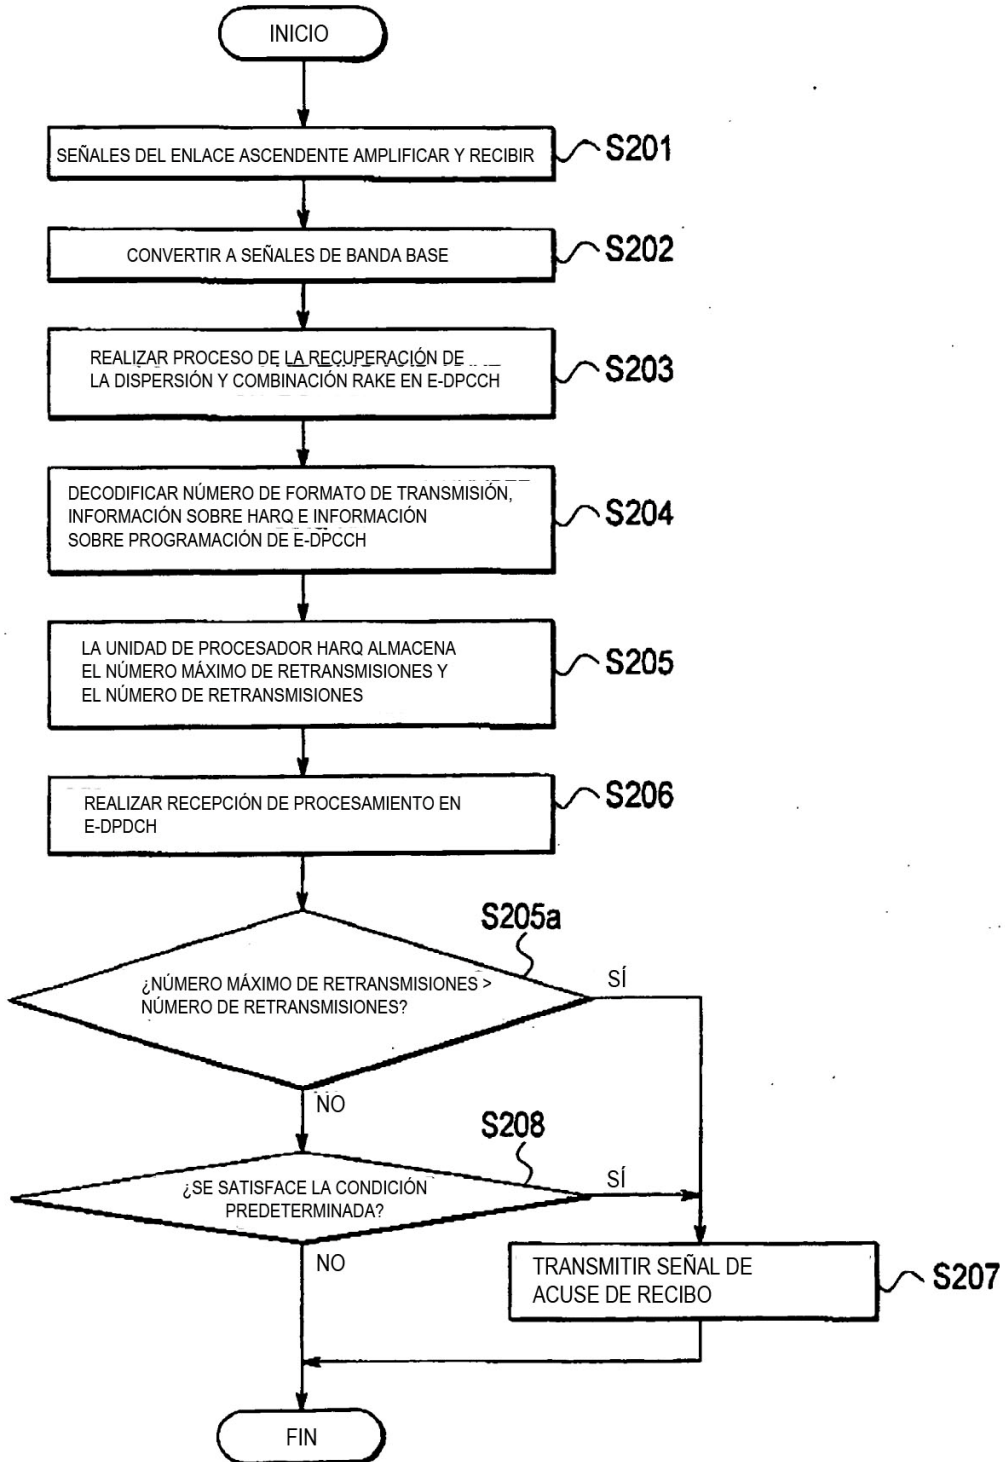 INICIO
SEÑALES DEL ENLACE ASCENDENTE AMPLIFICAR Y RECIBIR
S201
CONVERTIR A SEÑALES DE BANDA BASE
S202
REALIZAR PROCESO DE LA RECUPERACIÓN DE
LA DISPERSIÓN Y COMBINACIÓN RAKE EN E-DPCCH
S203
DECODIFICAR NÚMERO DE FORMATO DE TRANSMISIÓN,
INFORMACIÓN SOBRE HARQ E INFORMACIÓN
SOBRE PROGRAMACIÓN DE E-DPCCH
S204
LA UNIDAD DE PROCESADOR HARQ ALMACENA
EL NÚMERO MÁXIMO DE RETRANSMISIONES Y
EL NÚMERO DE RETRANSMISIONES
S205
REALIZAR RECEPCIÓN DE PROCESAMIENTO EN
E-DPDCH
S206
S205a
¿NÚMERO MÁXIMO DE RETRANSMISIONES >
NÚMERO DE RETRANSMISIONES?
SÍ
NO
S208
¿SE SATISFACE LA CONDICIÓN
PREDETERMINADA?
SÍ
NO
TRANSMITIR SEÑAL DE
ACUSE DE RECIBO
S207
FIN